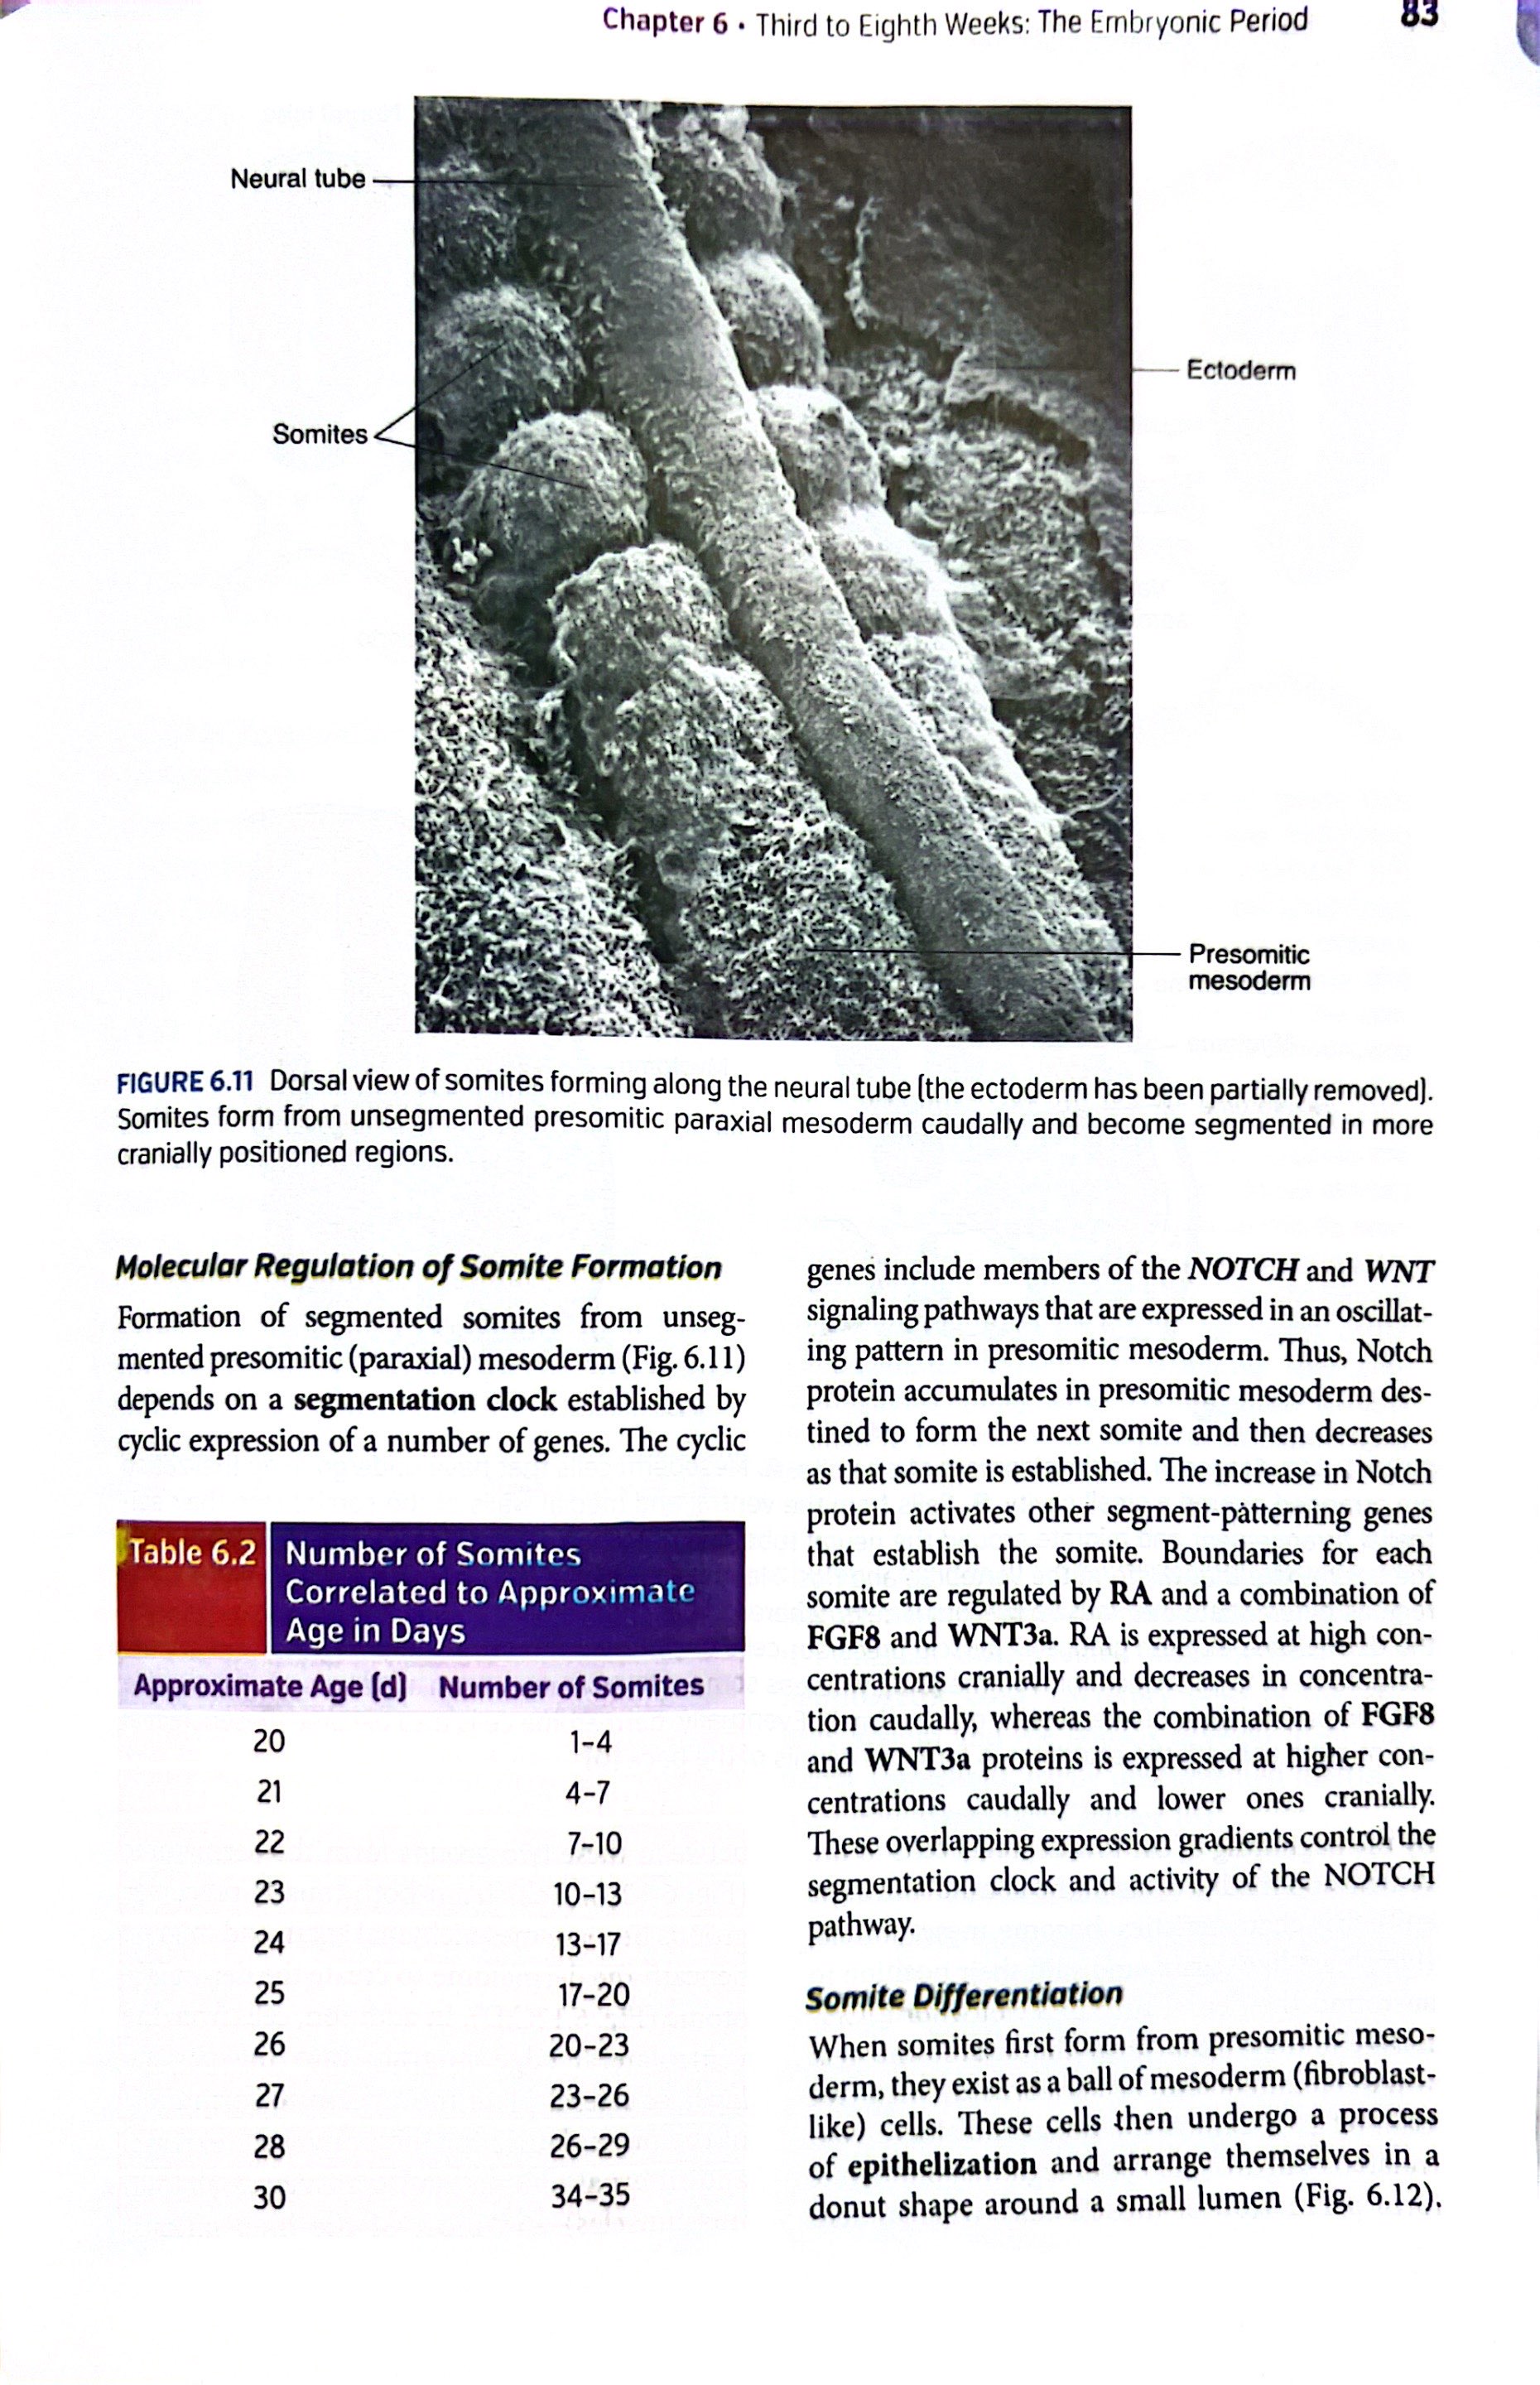 Chapter 6 • Third to Eighth Weeks: The Embryonic Period 83
Neural tube
Ectoderm
Somites
Presomitic
mesoderm
FIGURE 6.11 Dorsal view of somites forming along the neural tube (the ectoderm has been partially removed).
Somites form from unsegmented presomitic paraxial mesoderm caudally and become segmented in more
cranially positioned regions.
Molecular Regulation of Somite Formation
Formation of segmented somites from unseg-
mented presomitic (paraxial) mesoderm (Fig. 6.11)
depends on a segmentation clock established by
cyclic expression of a number of genes. The cyclic
Table 6.2 Number of Somites
Correlated to Approximate
Age in Days
Approximate Age (d) Number of Somites
20 1–4
21 4–7
22 7–10
23 10–13
24 13–17
25 17–20
26 20–23
27 23–26
28 26–29
30 34–35
genes include members of the NOTCH and WNT
signaling pathways that are expressed in an oscillat-
ing pattern in presomitic mesoderm. Thus, Notch
protein accumulates in presomitic mesoderm des-
tined to form the next somite and then decreases
as that somite is established. The increase in Notch
protein activates other segment-patterning genes
that establish the somite. Boundaries for each
somite are regulated by RA and a combination of
FGF8 and WNT3a. RA is expressed at high con-
centrations cranially and decreases in concentra-
tion caudally, whereas the combination of FGF8
and WNT3a proteins is expressed at higher con-
centrations caudally and lower ones cranially.
These overlapping expression gradients control the
segmentation clock and activity of the NOTCH
pathway.
Somite Differentiation
When somites first form from presomitic meso-
derm, they exist as a ball of mesoderm (fibroblast-
like) cells. These cells then undergo a process
of epithelization and arrange themselves in a
donut shape around a small lumen (Fig. 6.12).